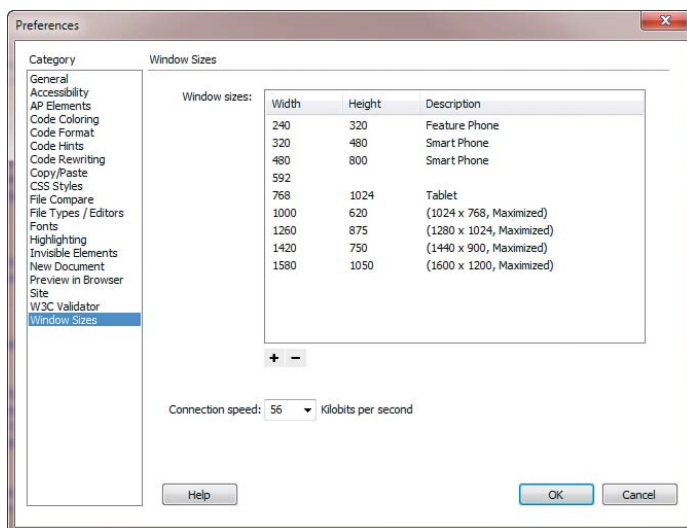 Preferences
Category
General
Accessibility
AP Elements
Code Coloring
Code Format
Code Hints
Code Rewriting
Copy/Paste
CSS Styles
File Compare
File Types / Editors
Fonts
Highlighting
Invisible Elements
New Document
Preview in Browser
Site
W3C Validator
Window Sizes
Window Sizes
Window sizes:
Width Height Description
240 320 Feature Phone
320 480 Smart Phone
480 800 Smart Phone
592
768 1024 Tablet
1000 620 (1024 x 768, Maximized)
1260 875 (1280 x 1024, Maximized)
1420 750 (1440 x 900, Maximized)
1580 1050 (1600 x 1200, Maximized)
+ −
Connection speed: 56 Kilobits per second
Help OK Cancel